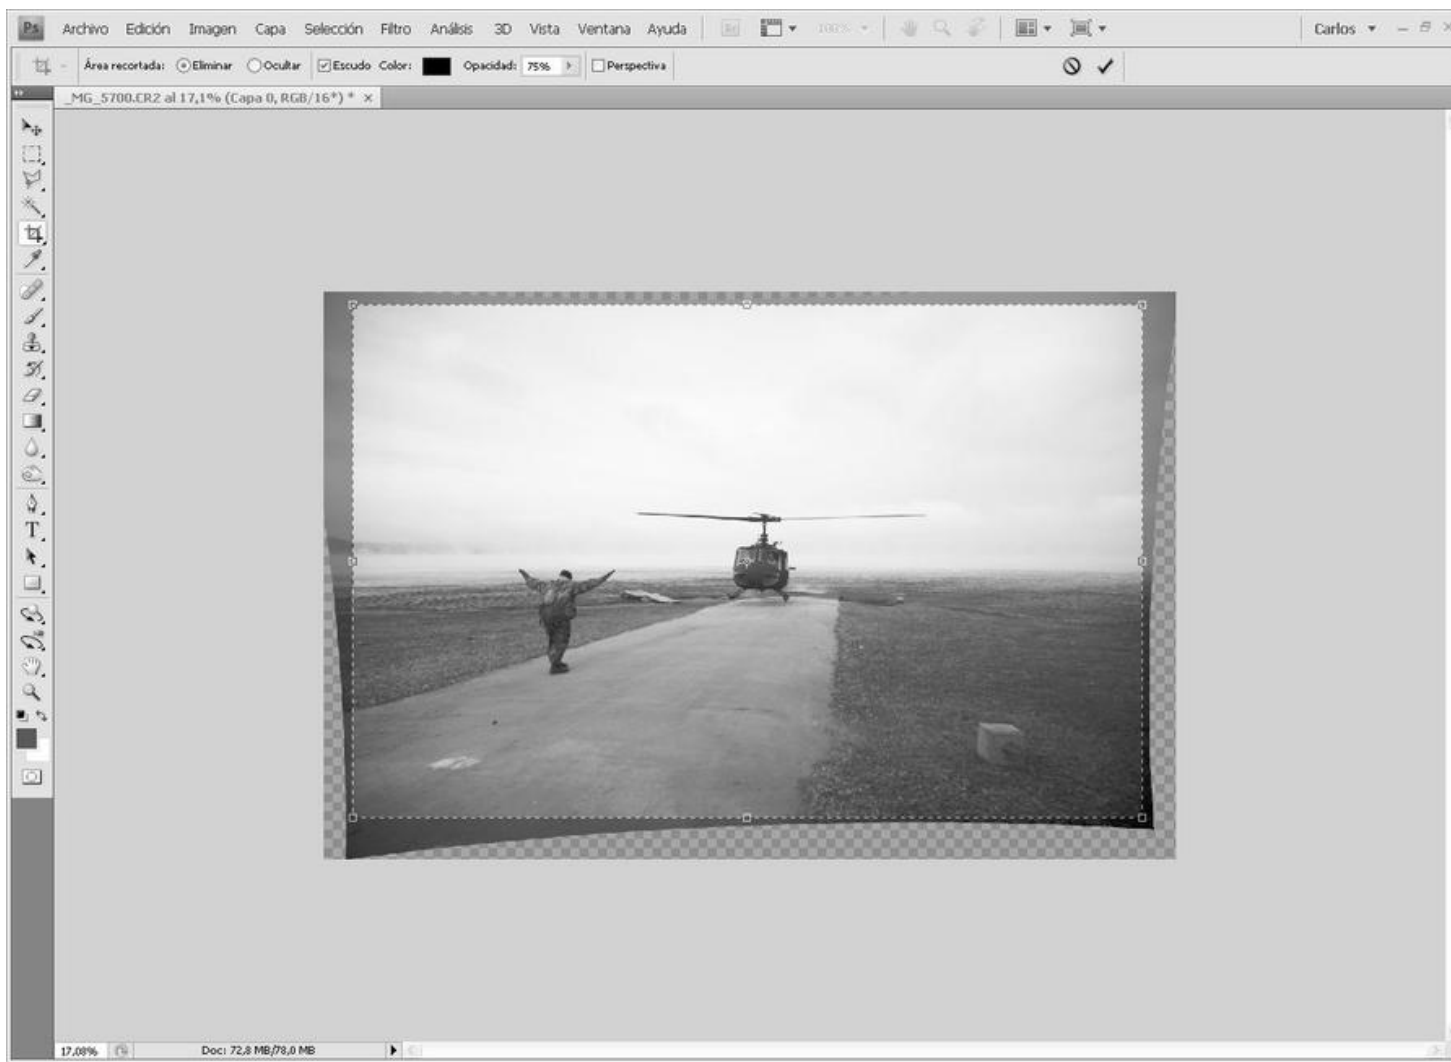 Ps Archivo Edición Imagen Capa Selección Filtro Análisis 3D Vista Ventana Ayuda Br 100% Carlos
Área recortada: Eliminar Ocultar Escudo Color: Opacidad: 75% Perspectiva
_MG_5700.CR2 al 17,1% (Capa 0, RGB/16*) * ×
T
17,08% Doc: 72,8 MB/78,0 MB